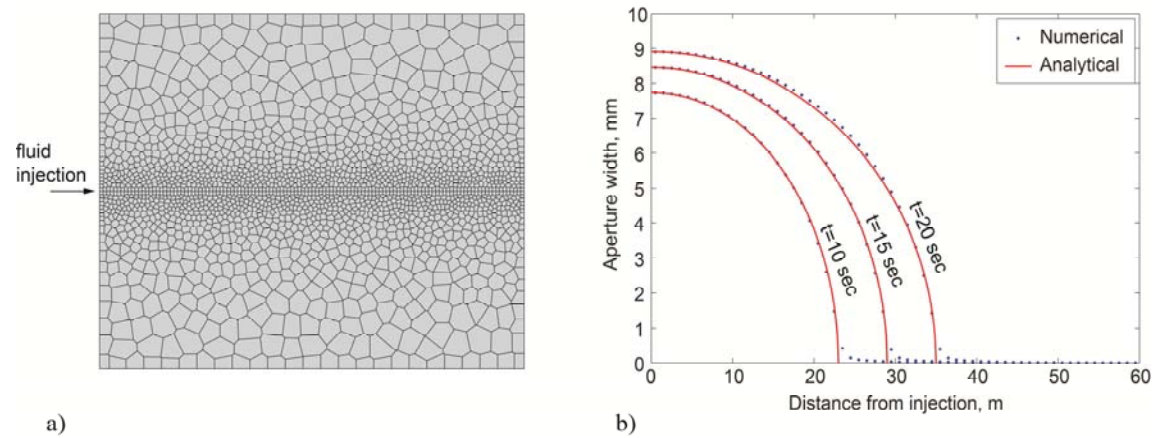 fluid
injection
a)
10
9
8
7
6
5
4
3
2
1
0
Aperture width, mm
Numerical
Analytical
t=10 sec
t=15 sec
t=20 sec
0 10 20 30 40 50 60
Distance from injection, m
b)